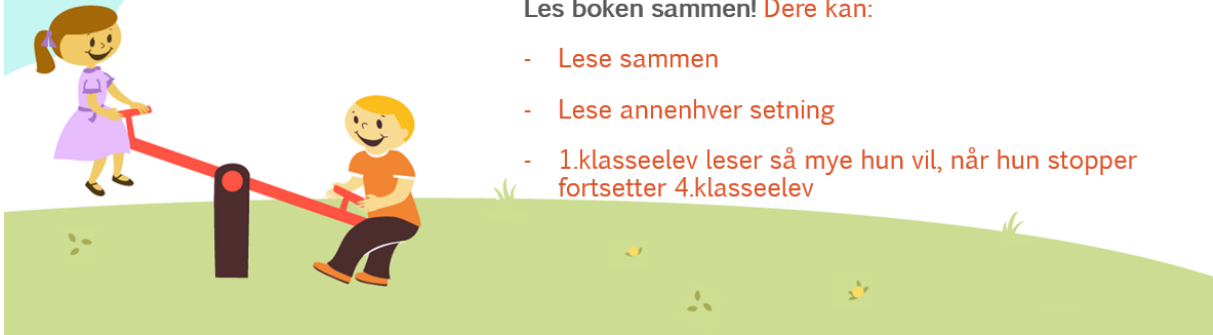 Les boken sammen! Dere kan:
- Lese sammen
- Lese annenhver setning
- 1.klasseelev leser så mye hun vil, når hun stopper
fortsetter 4.klasseelev